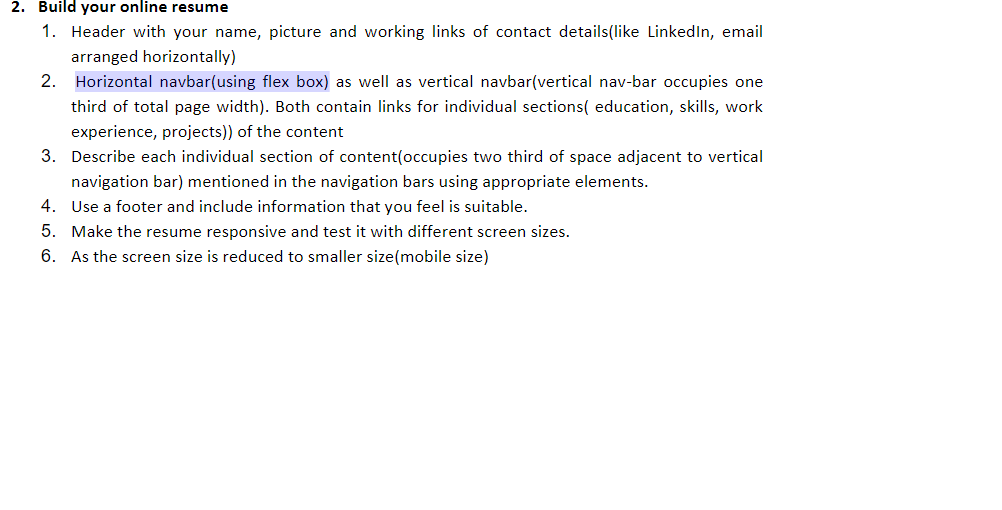 2. Build your online resume
1. Header with your name, picture and working links of contact details(like LinkedIn, email
arranged horizontally)
2. Horizontal navbar(using flex box) as well as vertical navbar(vertical nav-bar occupies one
third of total page width). Both contain links for individual sections( education, skills, work
experience, projects)) of the content
3. Describe each individual section of content(occupies two third of space adjacent to vertical
navigation bar) mentioned in the navigation bars using appropriate elements.
4. Use a footer and include information that you feel is suitable.
5. Make the resume responsive and test it with different screen sizes.
6. As the screen size is reduced to smaller size(mobile size)